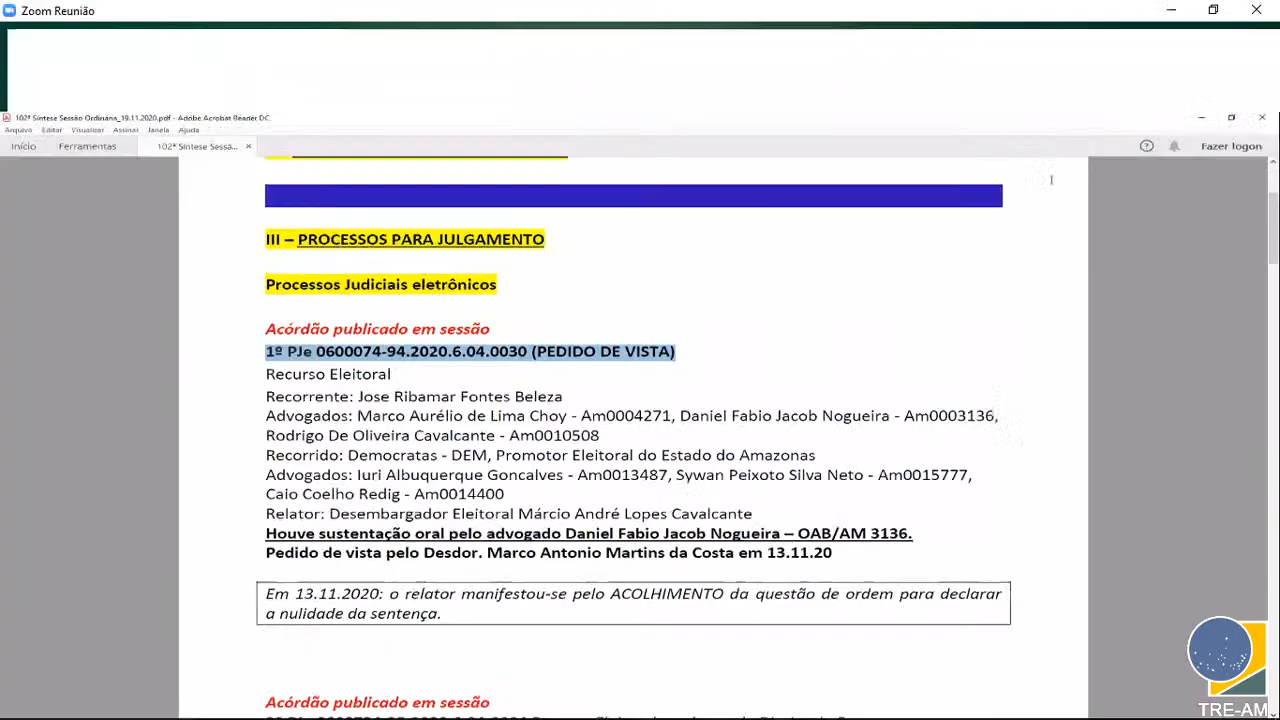 Zoom Reunião
102ª Síntese Sessão Ordinária_19.11.2020.pdf - Adobe Acrobat Reader DC
Arquivo Editar Visualizar Assinar Janela Ajuda
Início Ferramentas 102ª Síntese Sessã... × Fazer logon
III – PROCESSOS PARA JULGAMENTO
Processos Judiciais eletrônicos
Acórdão publicado em sessão
1º PJe 0600074-94.2020.6.04.0030 (PEDIDO DE VISTA)
Recurso Eleitoral
Recorrente: Jose Ribamar Fontes Beleza
Advogados: Marco Aurélio de Lima Choy - Am0004271, Daniel Fabio Jacob Nogueira - Am0003136,
Rodrigo De Oliveira Cavalcante - Am0010508
Recorrido: Democratas - DEM, Promotor Eleitoral do Estado do Amazonas
Advogados: Iuri Albuquerque Goncalves - Am0013487, Sywan Peixoto Silva Neto - Am0015777,
Caio Coelho Redig - Am0014400
Relator: Desembargador Eleitoral Márcio André Lopes Cavalcante
Houve sustentação oral pelo advogado Daniel Fabio Jacob Nogueira – OAB/AM 3136.
Pedido de vista pelo Desdor. Marco Antonio Martins da Costa em 13.11.20
Em 13.11.2020: o relator manifestou-se pelo ACOLHIMENTO da questão de ordem para declarar
a nulidade da sentença.
Acórdão publicado em sessão
TRE-AM